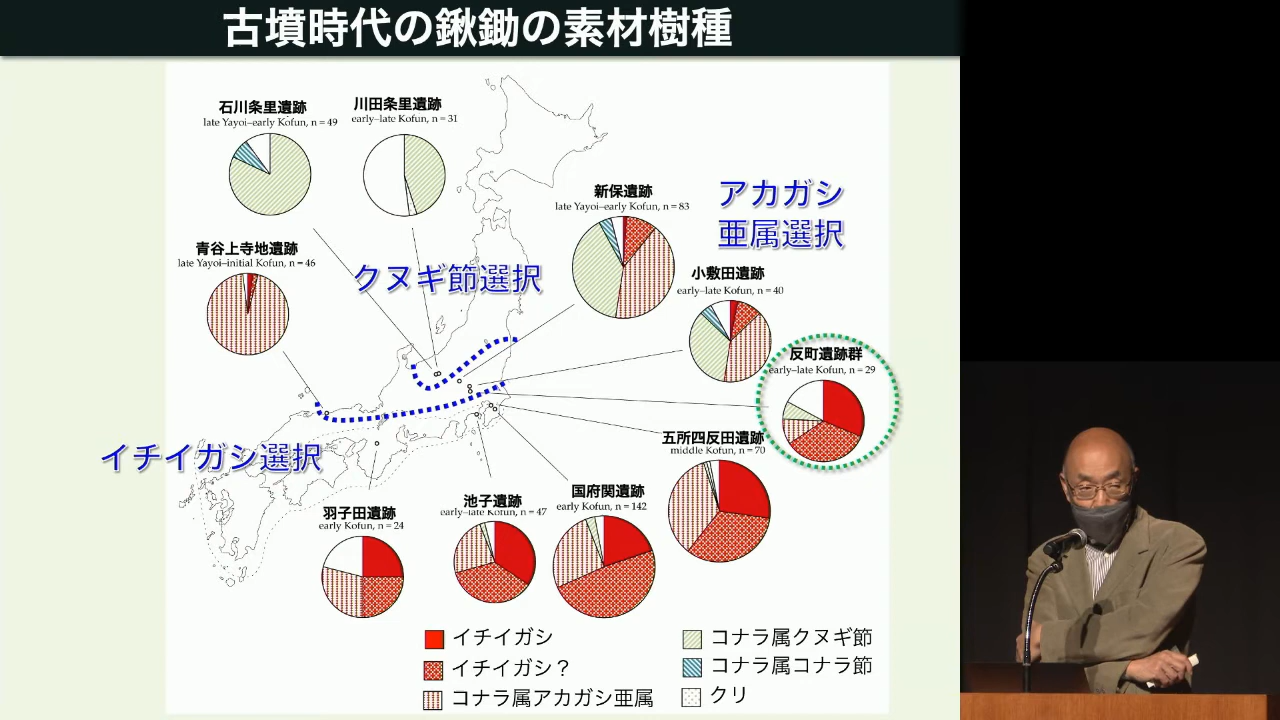 古墳時代の鍬鋤の素材樹種
石川条里遺跡
late Yayoi–early Kofun, n = 49
川田条里遺跡
early–late Kofun, n = 31
新保遺跡
late Yayoi–early Kofun, n = 83
アカガシ
亜属選択
青谷上寺地遺跡
late Yayoi–initial Kofun, n = 46
クヌギ節選択
小敷田遺跡
early–late Kofun, n = 40
反町遺跡群
early–late Kofun, n = 29
イチイガシ選択
五所四反田遺跡
middle Kofun, n = 70
羽子田遺跡
early Kofun, n = 24
池子遺跡
early–late Kofun, n = 47
国府関遺跡
early Kofun, n = 142
イチイガシ
イチイガシ？
コナラ属アカガシ亜属
コナラ属クヌギ節
コナラ属コナラ節
クリ